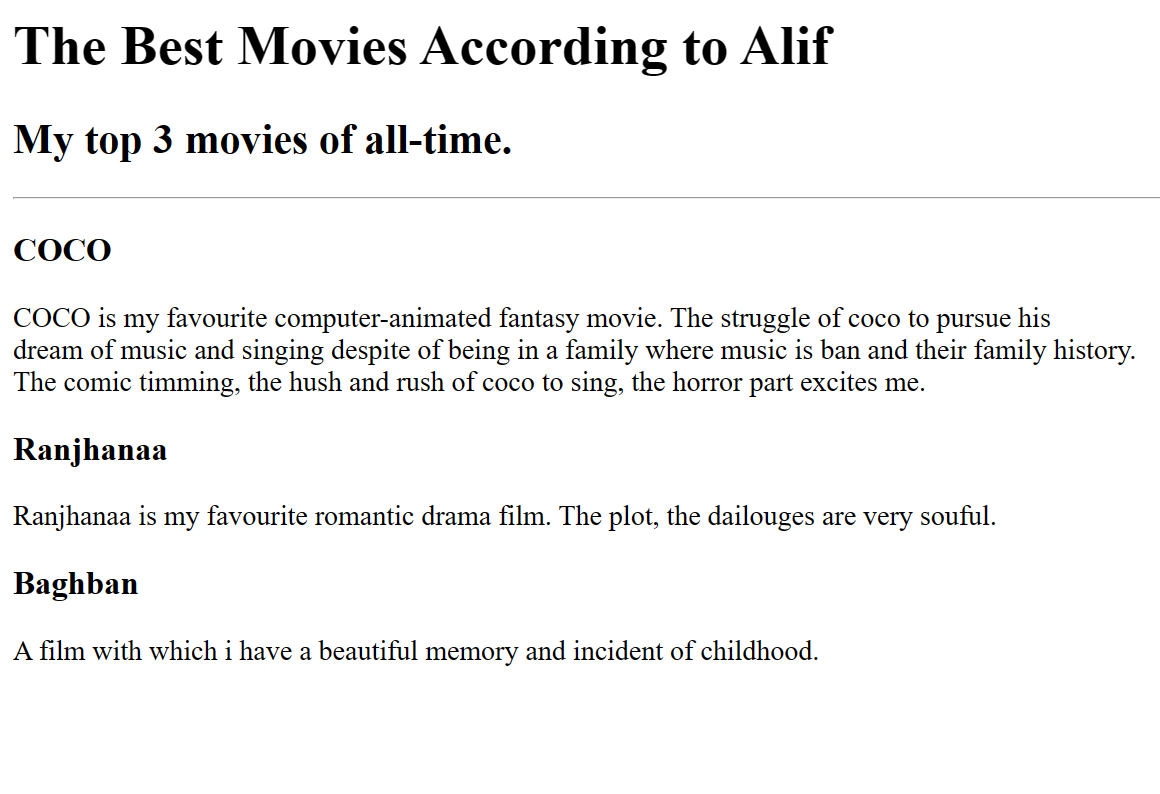 The Best Movies According to Alif
My top 3 movies of all-time.
COCO
COCO is my favourite computer-animated fantasy movie. The struggle of coco to pursue his
dream of music and singing despite of being in a family where music is ban and their family history.
The comic timming, the hush and rush of coco to sing, the horror part excites me.
Ranjhanaa
Ranjhanaa is my favourite romantic drama film. The plot, the dailouges are very souful.
Baghban
A film with which i have a beautiful memory and incident of childhood.